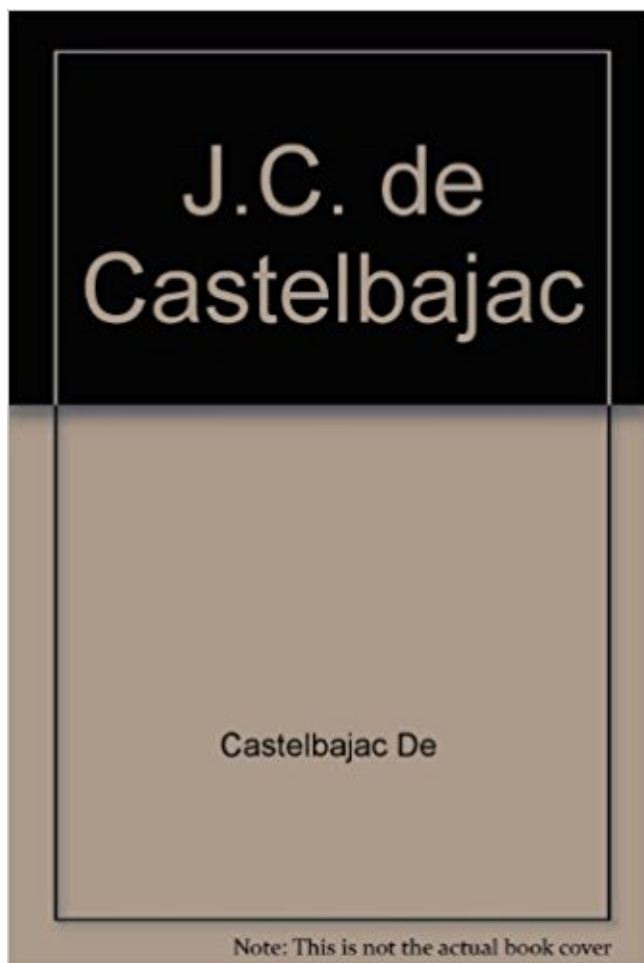 J.C. de
Castelbajac
Castelbajac De
Note: This is not the actual book cover